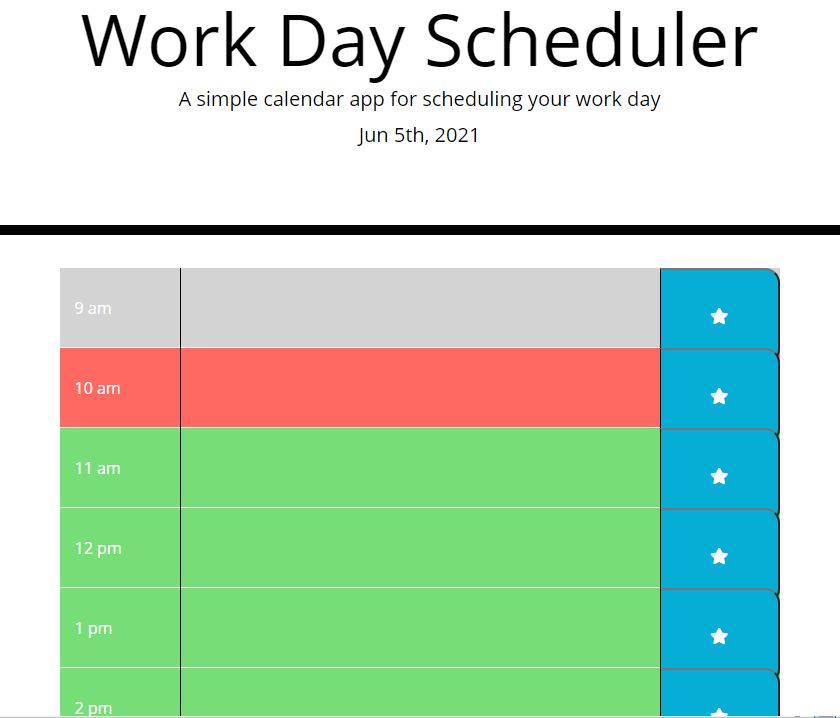 Work Day Scheduler
A simple calendar app for scheduling your work day
Jun 5th, 2021
9 am
10 am
11 am
12 pm
1 pm
2 pm